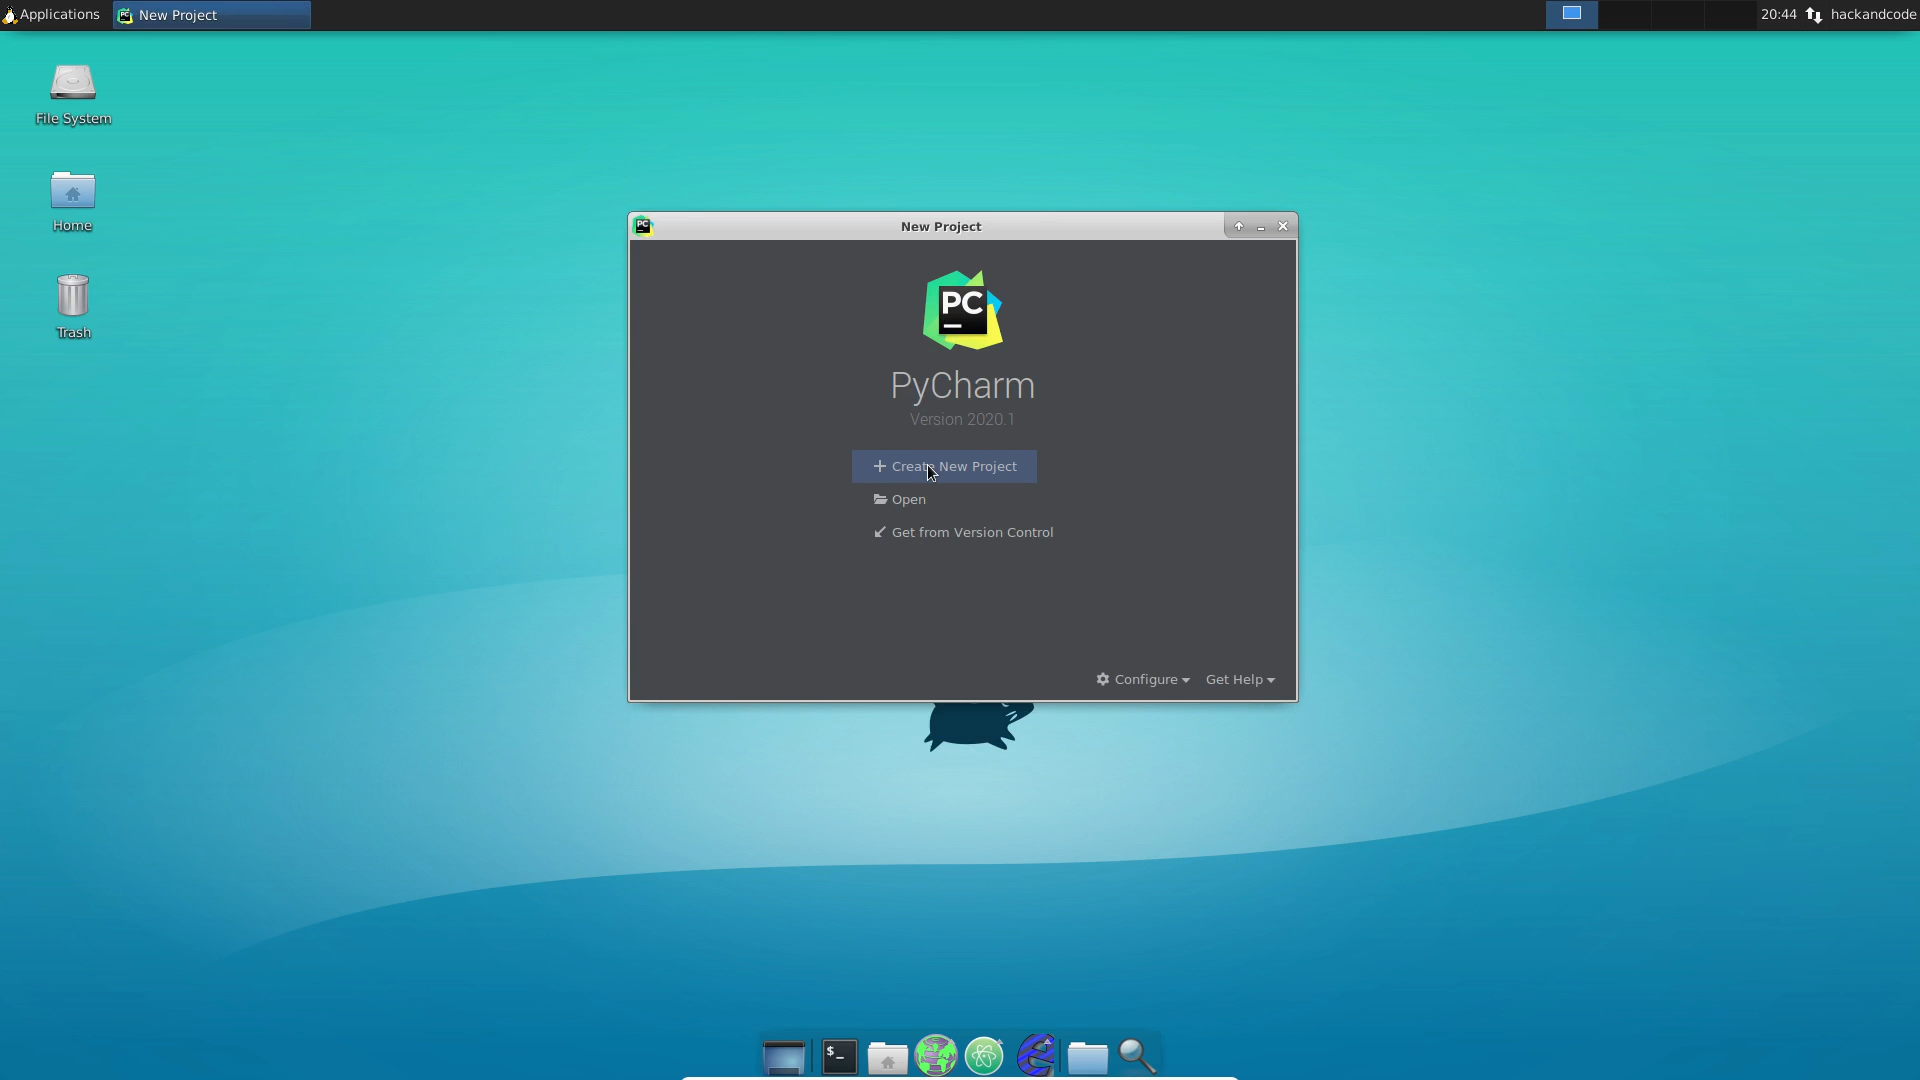 Applications
New Project
20:44
hackandcode
File System
Home
Trash
PC
New Project
PC
PyCharm
Version 2020.1
Create New Project
Open
Get from Version Control
Configure
Get Help
$_